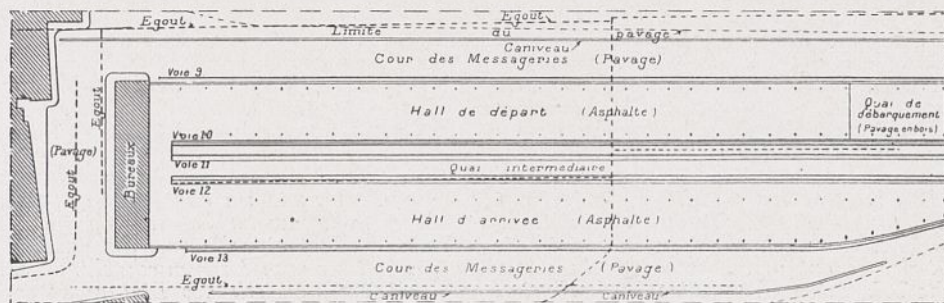 Egout
Egout
Limite au pavage
Caniveau
Cour des Messageries (Pavage)
Voie 9
Egout
Hall de départ (Asphalte)
Quai de
débarquement
(Pavage en bois)
Voie 10
(Pavage)
Egout
Bureaux
Voie 11
Quai intermédiaire
Voie 12
Hall d'arrivée (Asphalte)
Voie 13
Cour des Messageries (Pavage)
Egout
Caniveau
Caniveau